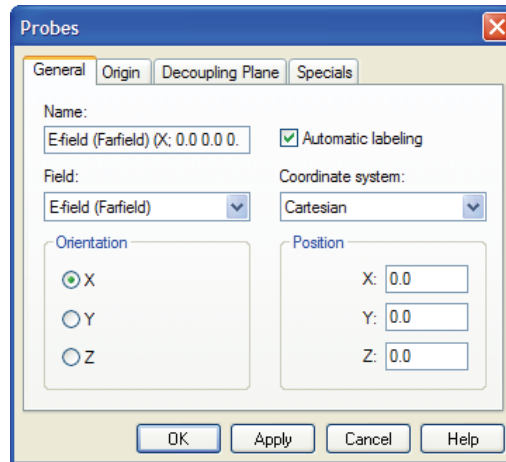 Probes
General Origin Decoupling Plane Specials
Name:
E-field (Farfield) (X; 0.0 0.0 0.
Automatic labeling
Field:
Coordinate system:
E-field (Farfield)
Cartesian
Orientation
Position
X
X: 0.0
Y
Y: 0.0
Z
Z: 0.0
OK Apply Cancel Help